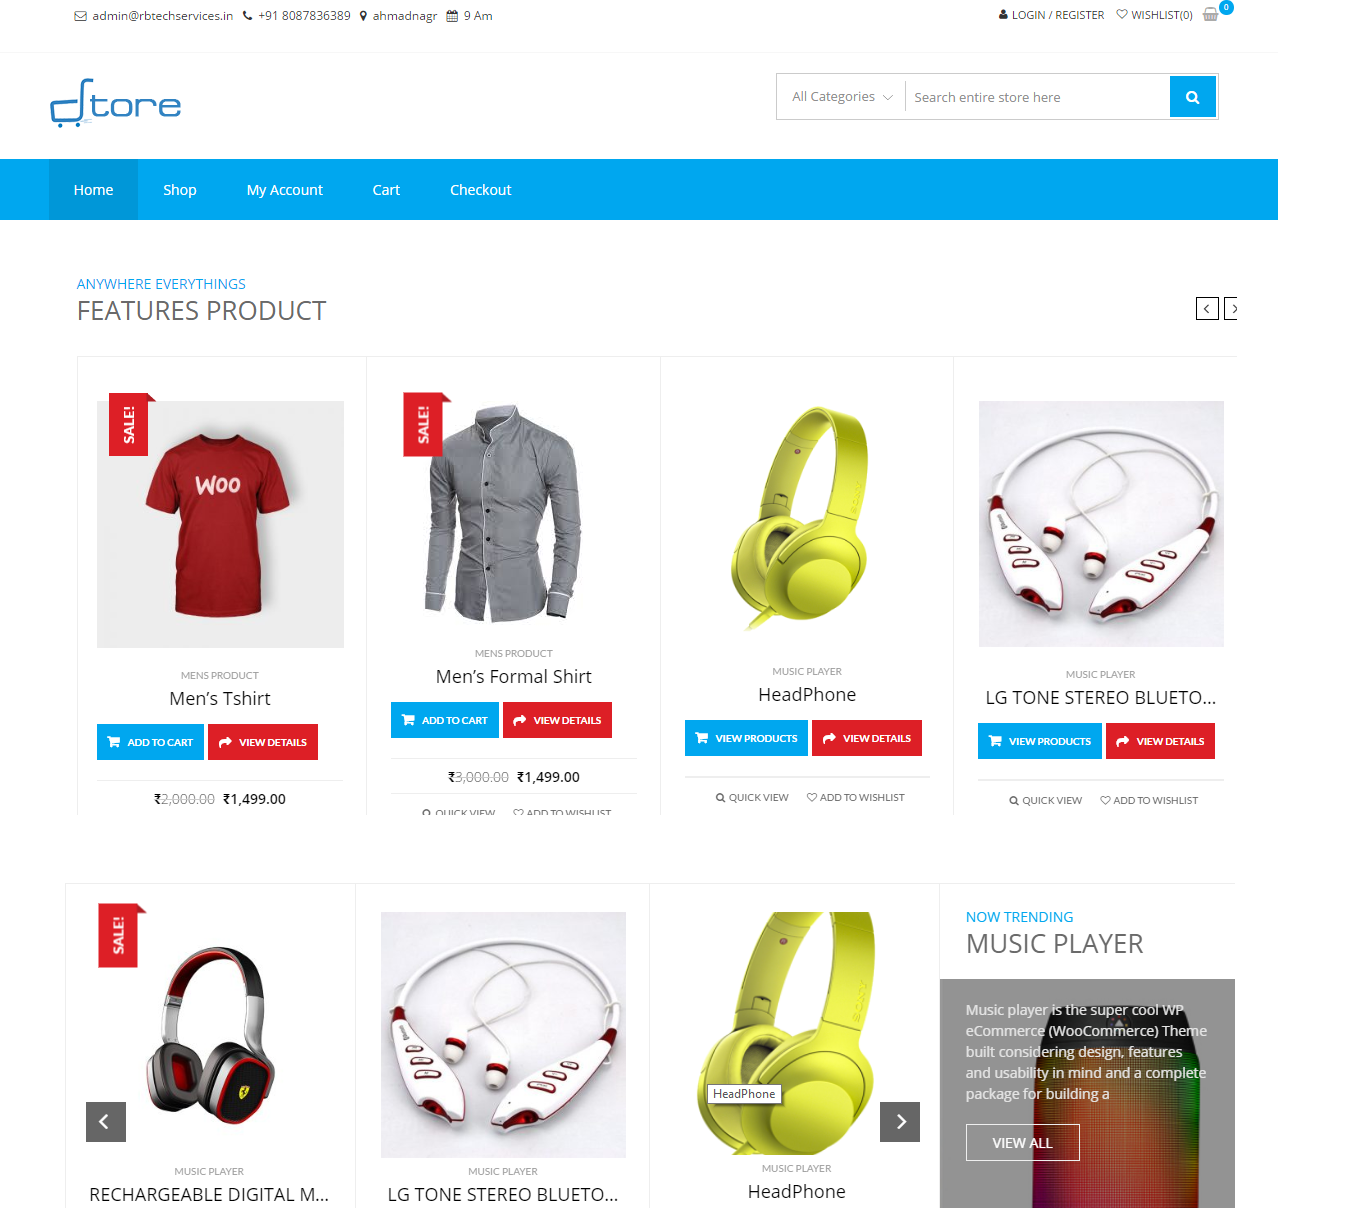 admin@rbtechservices.in +91 8087836389 ahmadnagr 9 Am LOGIN / REGISTER WISHLIST(0) 0
store
All Categories Search entire store here
Home Shop My Account Cart Checkout
ANYWHERE EVERYTHINGS
FEATURES PRODUCT
SALE! SALE!
WOO
SONY
MENS PRODUCT MENS PRODUCT MUSIC PLAYER MUSIC PLAYER
Men’s Tshirt Men’s Formal Shirt HeadPhone LG TONE STEREO BLUETO...
ADD TO CART VIEW DETAILS ADD TO CART VIEW DETAILS VIEW PRODUCTS VIEW DETAILS VIEW PRODUCTS VIEW DETAILS
₹2,000.00 ₹1,499.00 ₹3,000.00 ₹1,499.00 QUICK VIEW ADD TO WISHLIST QUICK VIEW ADD TO WISHLIST
QUICK VIEW ADD TO WISHLIST
SALE!
NOW TRENDING
MUSIC PLAYER
SONY
Music player is the super cool WP
eCommerce (WooCommerce) Theme
built considering design, features
and usability in mind and a complete
package for building a
HeadPhone
VIEW ALL
MUSIC PLAYER MUSIC PLAYER MUSIC PLAYER
RECHARGEABLE DIGITAL M... LG TONE STEREO BLUETO... HeadPhone